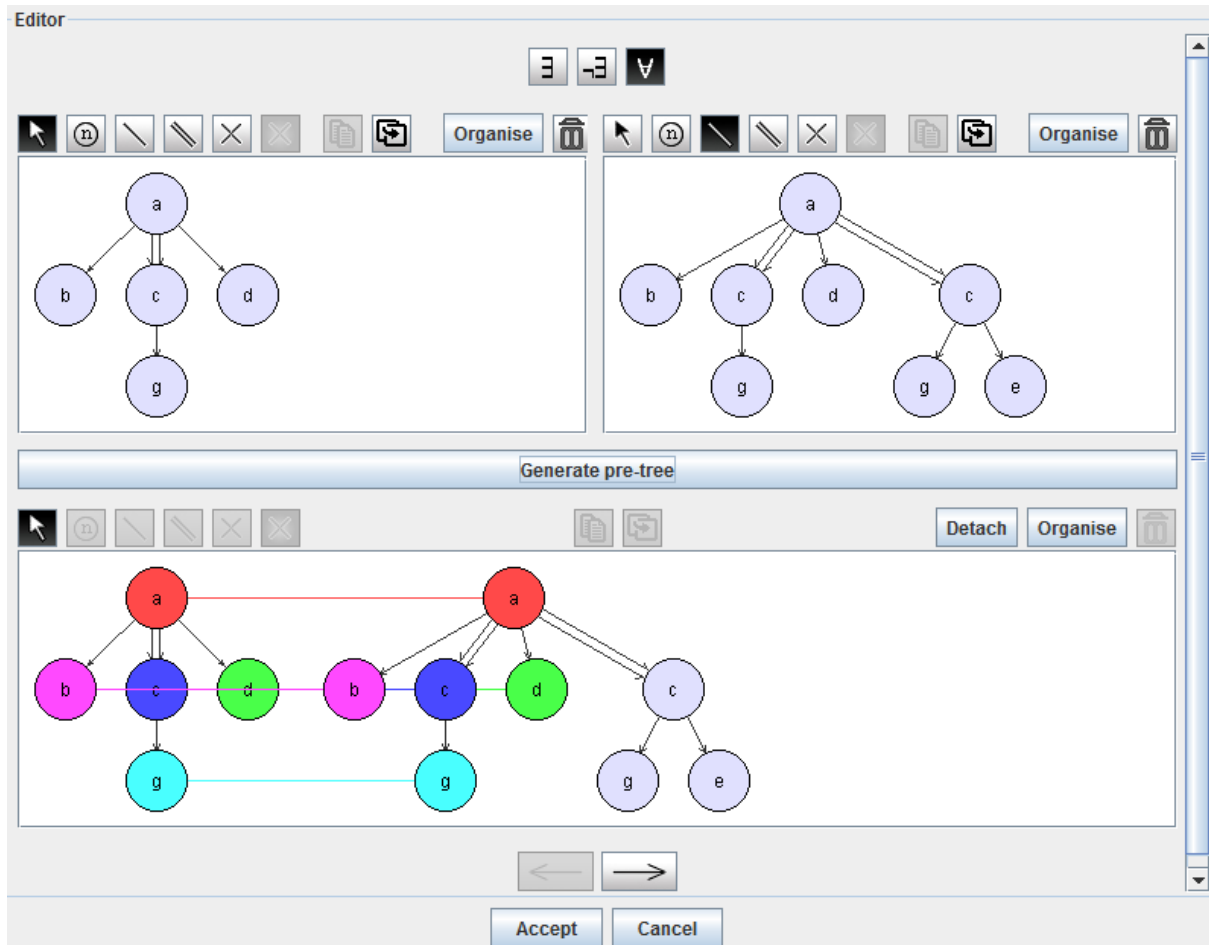 Editor
∃ ¬∃ ∀
n Organise n Organise
a a
b c d b c d c
g g g e
Generate pre-tree
n Detach Organise
a a
b c d b c d c
g g g e
Accept Cancel